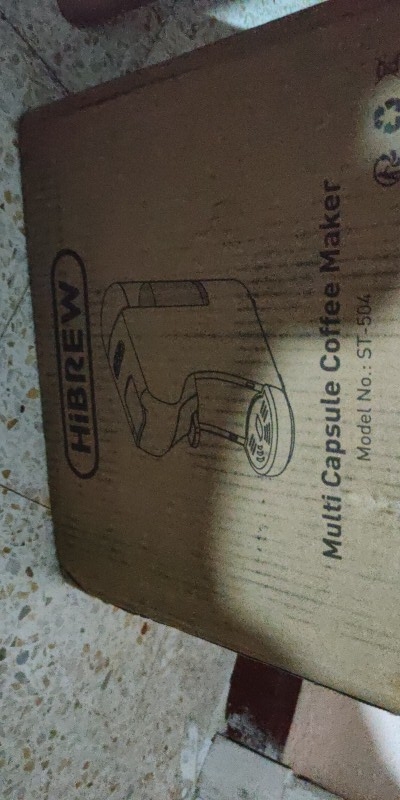 HiBREW
Multi Capsule Coffee Maker
Model No.: ST-504